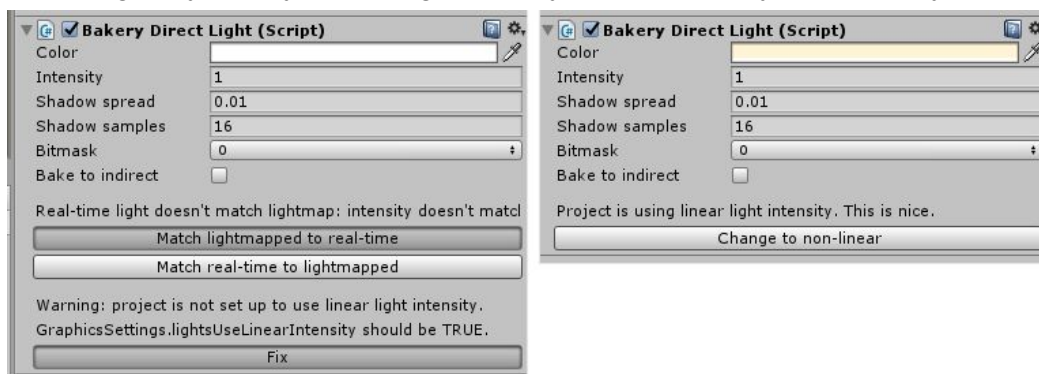 Bakery Direct Light (Script)
Color
Intensity 1
Shadow spread 0.01
Shadow samples 16
Bitmask 0
Bake to indirect
Real-time light doesn't match lightmap: intensity doesn't matcl
Match lightmapped to real-time
Match real-time to lightmapped
Warning: project is not set up to use linear light intensity.
GraphicsSettings.lightsUseLinearIntensity should be TRUE.
Fix
Bakery Direct Light (Script)
Color
Intensity 1
Shadow spread 0.01
Shadow samples 16
Bitmask 0
Bake to indirect
Project is using linear light intensity. This is nice.
Change to non-linear